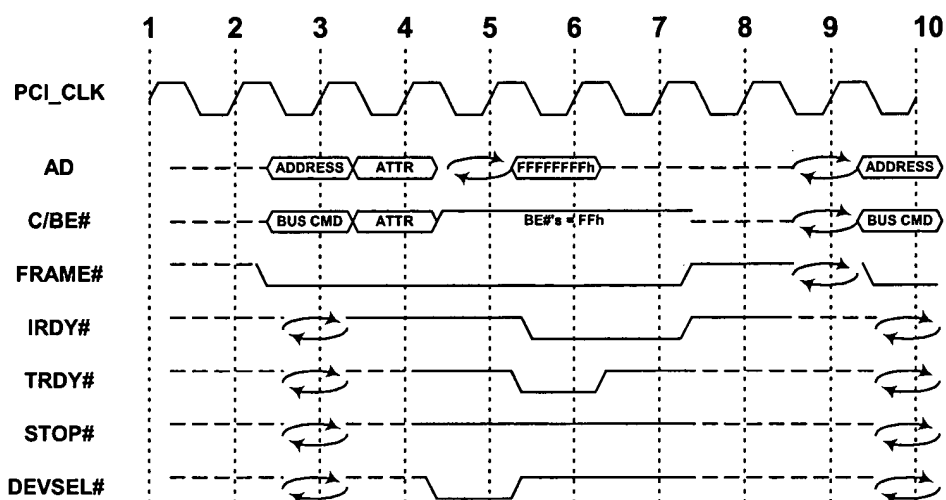 1 2 3 4 5 6 7 8 9 10
PCI_CLK
AD ADDRESS ATTR FFFFFFFFh ADDRESS
C/BE# BUS CMD ATTR BE#'s = FFh BUS CMD
FRAME#
IRDY#
TRDY#
STOP#
DEVSEL#